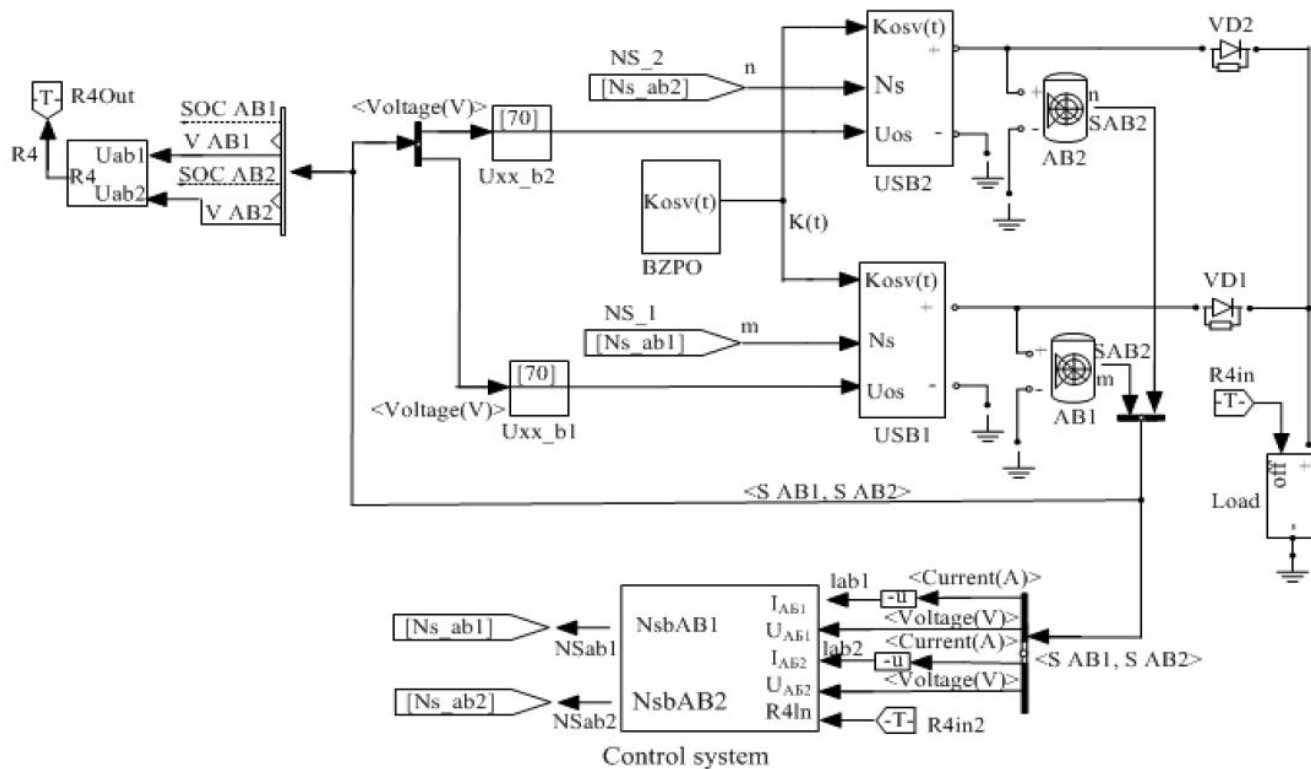 Kosv(t)
+
VD2
NS_2
n
[Ns_ab2]
Ns
-T-
R4Out
SOC AB1
<Voltage(V)>
[70]
+
-
n
SAB2
V AB1
Uos
-
R4
Uab1
R4
SOC AB2
Uab2
V AB2
Uxx_b2
USB2
AB2
Kosv(t)
K(t)
BZPO
Kosv(t)
+
VD1
NS_1
m
[Ns_ab1]
Ns
+
-
SAB2
m
[70]
<Voltage(V)>
Uos
-
R4in
-T-
Uxx_b1
USB1
AB1
<S AB1, S AB2>
off
+
-
Load
Iab1
-u
<Current(A)>
[Ns_ab1]
NSab1
NsbAB1
IАБ1
UАБ1
<Voltage(V)>
<Current(A)>
Iab2
IАБ2
-u
<S AB1, S AB2>
UАБ2
<Voltage(V)>
[Ns_ab2]
NSab2
NsbAB2
R4In
-T-
R4in2
Control system